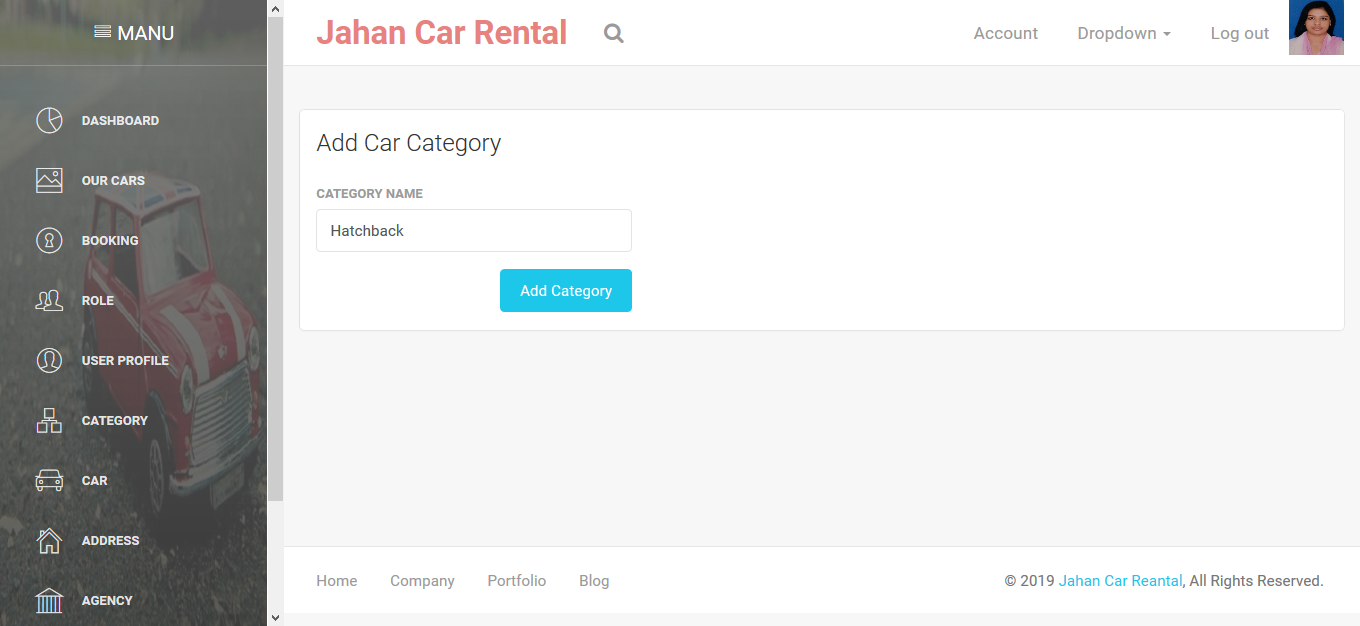 MANU
Jahan Car Rental
Account
Dropdown
Log out
DASHBOARD
OUR CARS
BOOKING
ROLE
USER PROFILE
CATEGORY
CAR
ADDRESS
AGENCY
Add Car Category
CATEGORY NAME
Hatchback
Add Category
Home
Company
Portfolio
Blog
© 2019 Jahan Car Reantal, All Rights Reserved.